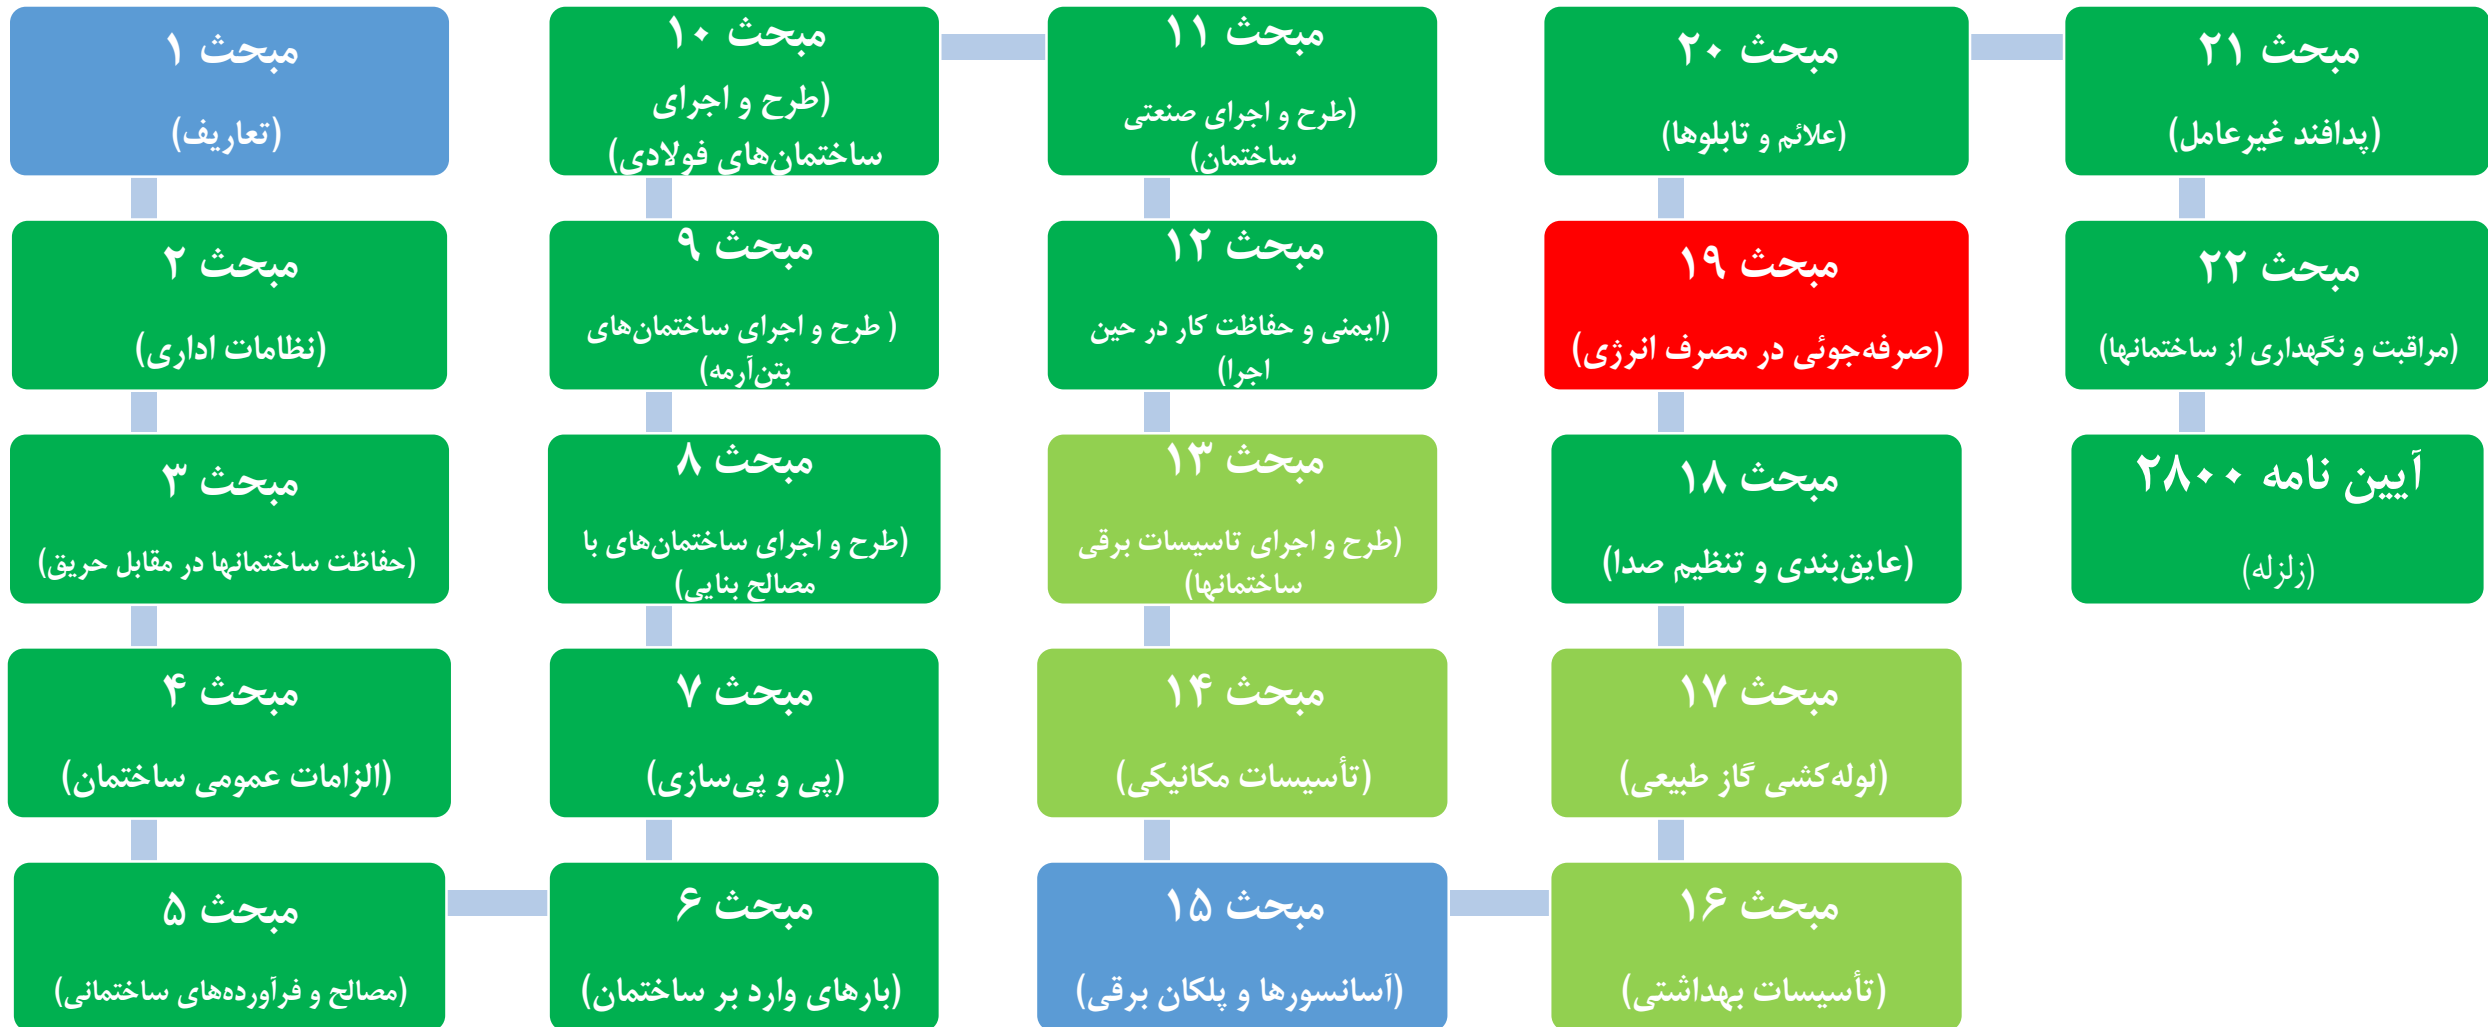 مبحث ۱
(تعاریف)
مبحث ۲
(نظامات اداری)
مبحث ۳
(حفاظت ساختمانها در مقابل حریق)
مبحث ۴
(الزامات عمومی ساختمان)
مبحث ۵
(مصالح و فرآورده‌های ساختمانی)
مبحث ۶
(بارهای وارد بر ساختمان)
مبحث ۷
(پی و پی‌سازی)
مبحث ۸
(طرح و اجرای ساختمان‌های با
مصالح بنایی)
مبحث ۹
( طرح و اجرای ساختمان‌های
بتن‌آرمه)
مبحث ۱۰
(طرح و اجرای
ساختمان‌های فولادی)
مبحث ۱۱
(طرح و اجرای صنعتی
ساختمان)
مبحث ۱۲
(ایمنی و حفاظت کار در حین
اجرا)
مبحث ۱۳
(طرح و اجرای تاسیسات برقی
ساختمانها)
مبحث ۱۴
(تأسیسات مکانیکی)
مبحث ۱۵
(آسانسورها و پلکان برقی)
مبحث ۱۶
(تأسیسات بهداشتی)
مبحث ۱۷
(لوله‌کشی گاز طبیعی)
مبحث ۱۸
(عایق‌بندی و تنظیم صدا)
مبحث ۱۹
(صرفه‌جوئی در مصرف انرژی)
مبحث ۲۰
(علائم و تابلوها)
مبحث ۲۱
(پدافند غیرعامل)
مبحث ۲۲
(مراقبت و نگهداری از ساختمانها)
آیین نامه ۲۸۰۰
(زلزله)